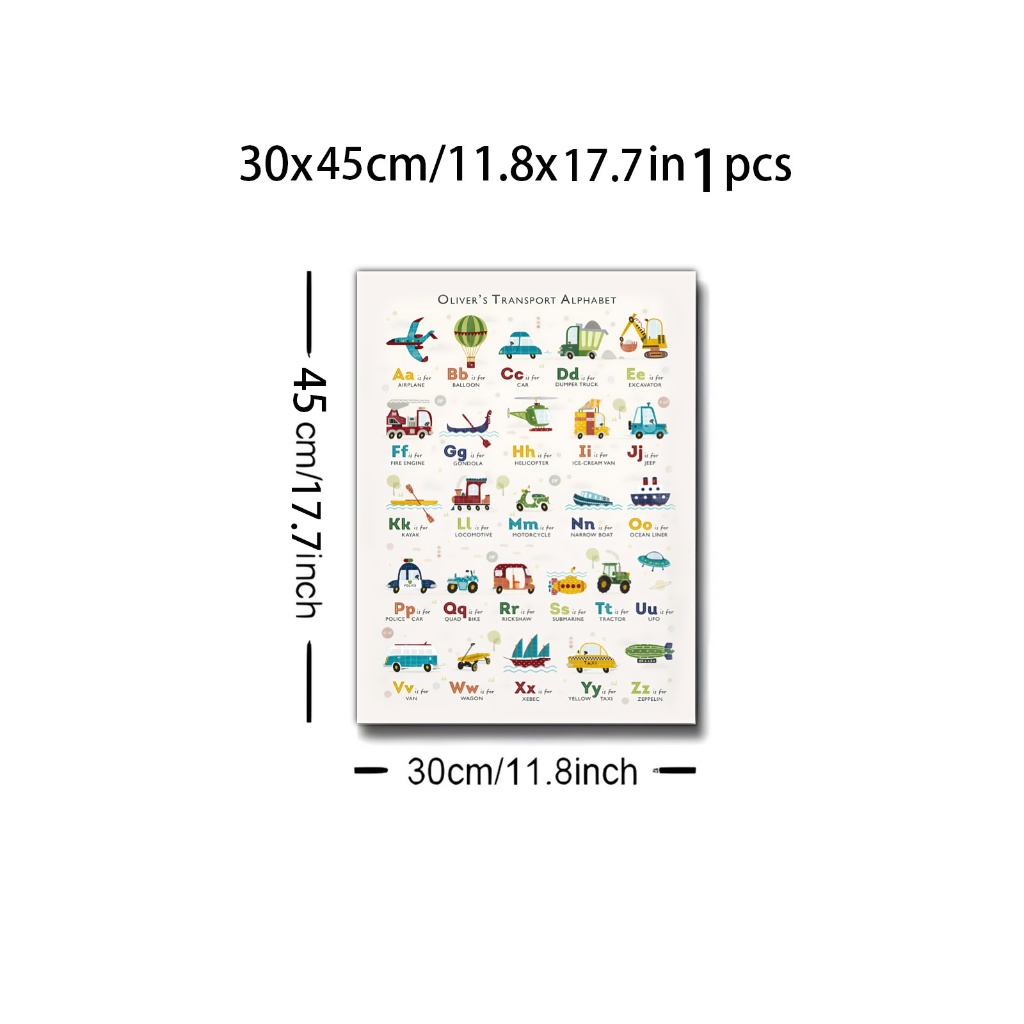 30x45cm/11.8x17.7in 1pcs
45cm/17.7inch
OLIVER'S TRANSPORT ALPHABET
Aa is for Bb is for Cc is for Dd is for Ee is for
AIRPLANE BALLOON CAR DUMPER TRUCK EXCAVATOR
Ff is for Gg is for Hh is for Ii is for Jj is for
FIRE ENGINE GONDOLA HELICOPTER ICE-CREAM VAN JEEP
Kk is for Ll is for Mm is for Nn is for Oo is for
KAYAK LOCOMOTIVE MOTORCYCLE NARROW BOAT OCEAN LINER
POLICE
Pp is for Qq is for Rr is for Ss is for Tt is for Uu is for
POLICE CAR QUAD BIKE RICKSHAW SUBMARINE TRACTOR UFO
TAXI
Vv is for Ww is for Xx is for Yy is for Zz is for
VAN WAGON XEBEC YELLOW TAXI ZEPPELIN
30cm/11.8inch